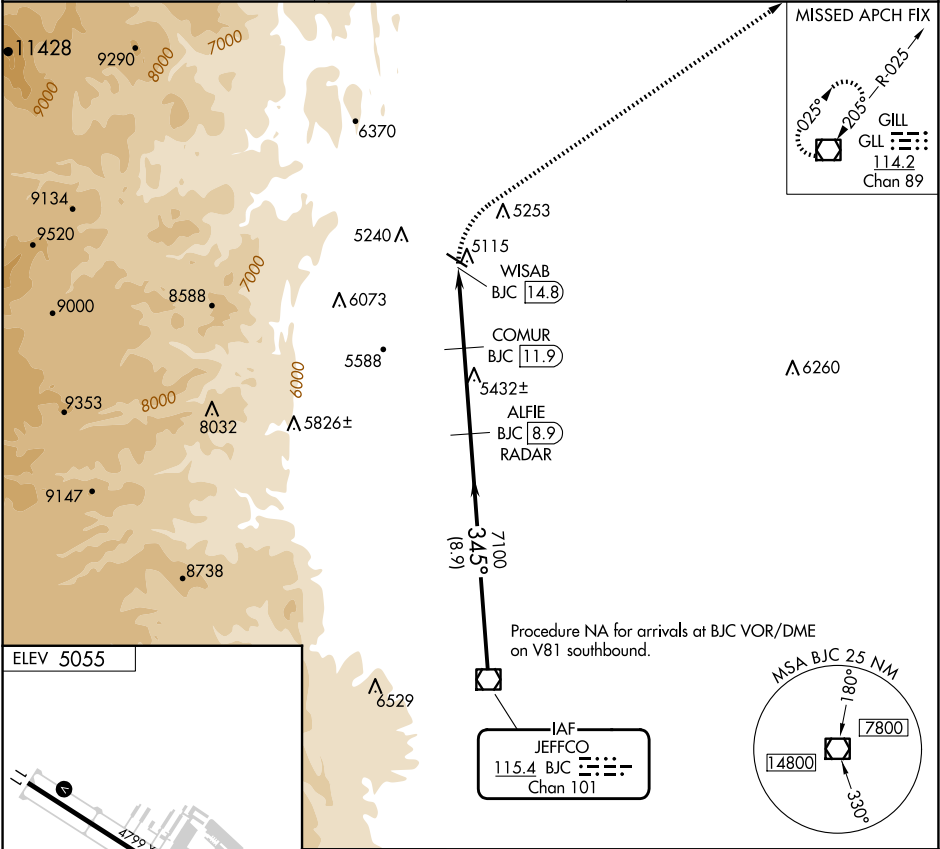 11428
9290
8000
7000
9000
6370
MISSED APCH FIX
R-025
025°
205°
GILL
GLL
114.2
Chan 89
9134
9520
5240
5253
5115
WISAB
BJC 14.8
7000
9000
8588
6073
COMUR
BJC 11.9
5588
6000
5432±
6260
9353
8000
8032
5826±
ALFIE
BJC 8.9
RADAR
9147
7100
345°
(8.9)
8738
Procedure NA for arrivals at BJC VOR/DME
on V81 southbound.
ELEV 5055
6529
MSA BJC 25 NM
180°
7800
14800
330°
IAF
JEFFCO
115.4 BJC
Chan 101
11
V
4799 X